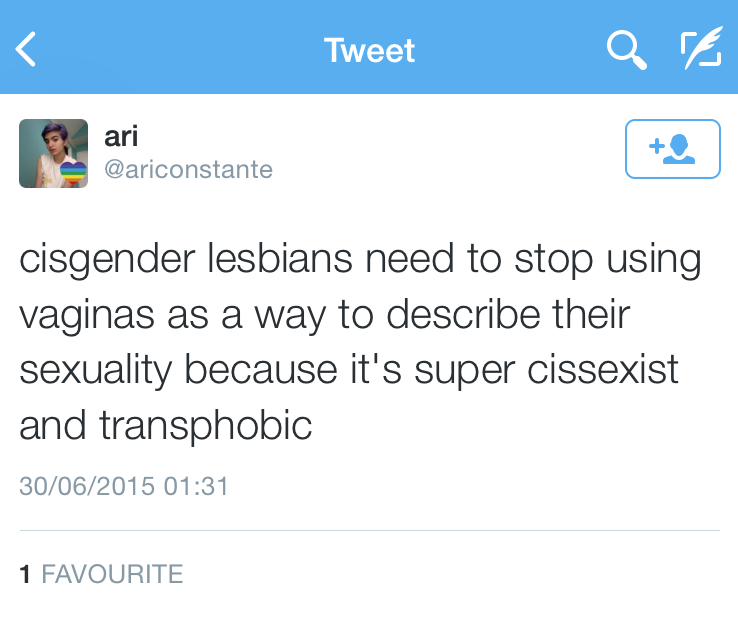 Tweet
ari
@ariconstante
cisgender lesbians need to stop using
vaginas as a way to describe their
sexuality because it's super cissexist
and transphobic
30/06/2015 01:31
1 FAVOURITE